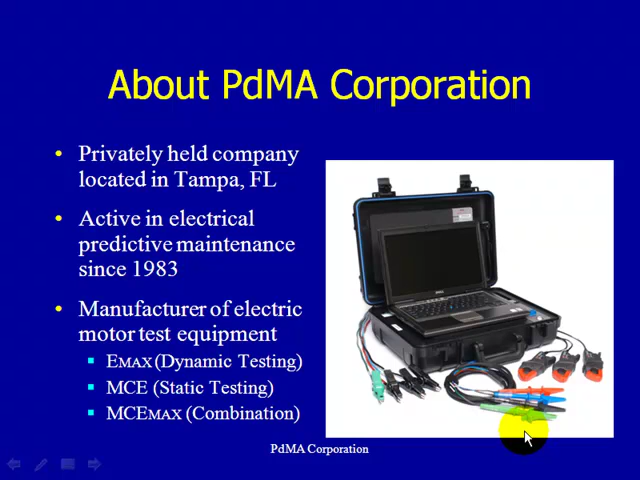 About PdMA Corporation
• Privately held company
located in Tampa, FL
• Active in electrical
predictive maintenance
since 1983
• Manufacturer of electric
motor test equipment
▪ EMAX (Dynamic Testing)
▪ MCE (Static Testing)
▪ MCEMAX (Combination)
PdMA Corporation